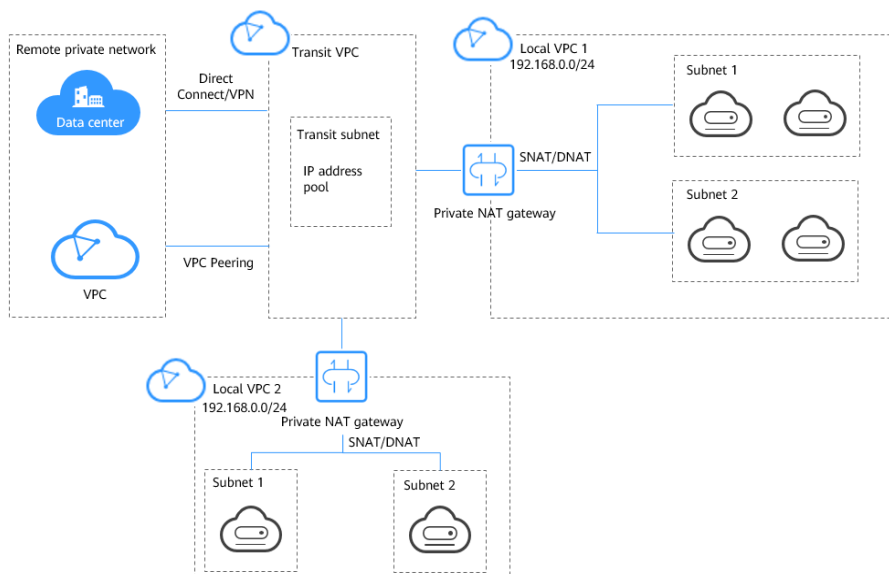 Remote private network
Data center
VPC
Direct
Connect/VPN
VPC Peering
Transit VPC
Transit subnet
IP address
pool
Local VPC 1
192.168.0.0/24
SNAT/DNAT
Private NAT gateway
Subnet 1
Subnet 2
Local VPC 2
192.168.0.0/24
Private NAT gateway
SNAT/DNAT
Subnet 1
Subnet 2